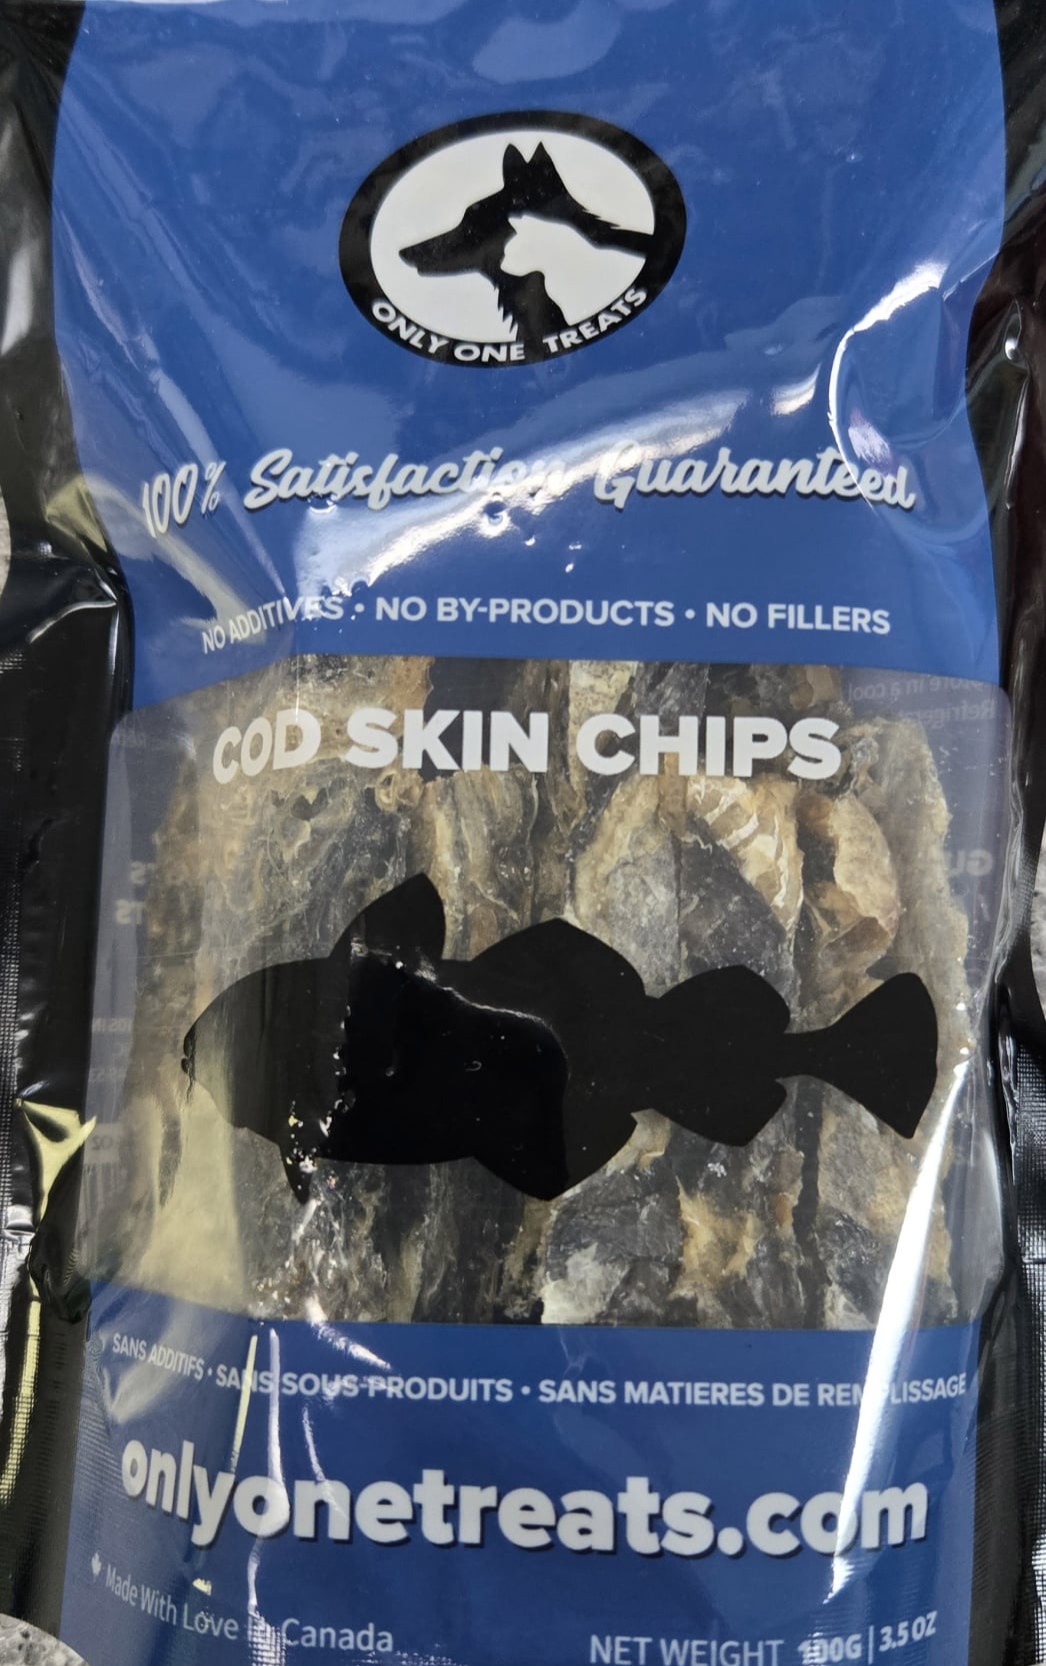 ONLY ONE TREATS
100% Satisfaction Guaranteed
NO ADDITIVES • NO BY-PRODUCTS • NO FILLERS
COD SKIN CHIPS
SANS ADDITIFS • SANS SOUS-PRODUITS • SANS MATIERES DE REMPLISSAGE
onlyonetreats.com
Made With Love In Canada
NET WEIGHT 100G | 3.5 OZ